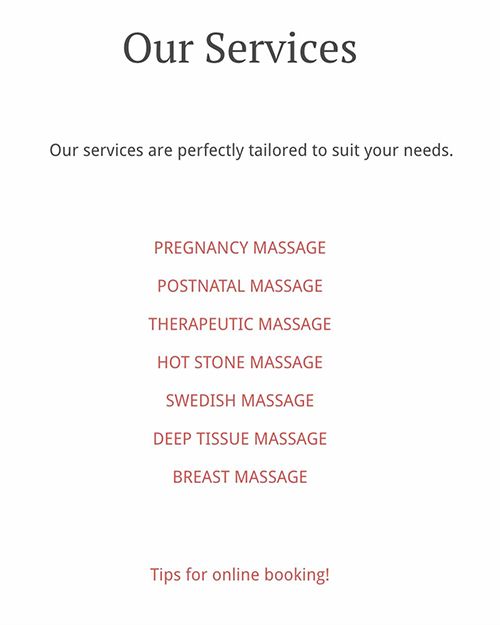 Our Services
Our services are perfectly tailored to suit your needs.
PREGNANCY MASSAGE
POSTNATAL MASSAGE
THERAPEUTIC MASSAGE
HOT STONE MASSAGE
SWEDISH MASSAGE
DEEP TISSUE MASSAGE
BREAST MASSAGE
Tips for online booking!